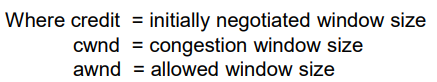 Where credit = initially negotiated window size
cwnd = congestion window size
awnd = allowed window size